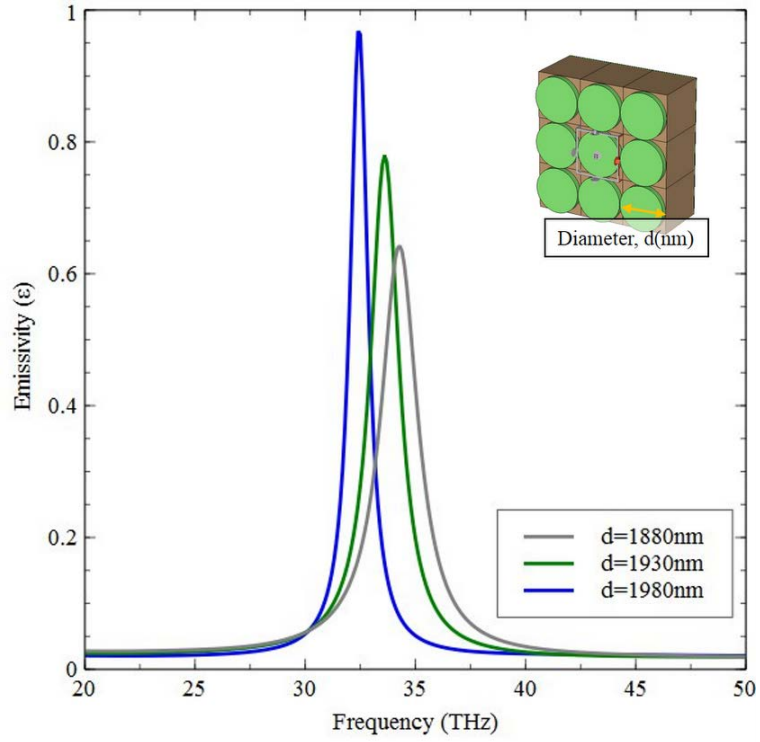 1
0.8
0.6
0.4
0.2
0
Emissivity (ε)
20 25 30 35 40 45 50
Frequency (THz)
Diameter, d(nm)
d=1880nm
d=1930nm
d=1980nm